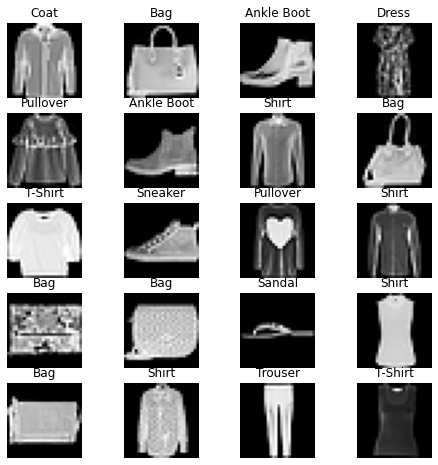 Coat Bag Ankle Boot Dress
Pullover Ankle Boot Shirt Bag
T-Shirt Sneaker Pullover Shirt
Bag Bag Sandal Shirt
Bag Shirt Trouser T-Shirt